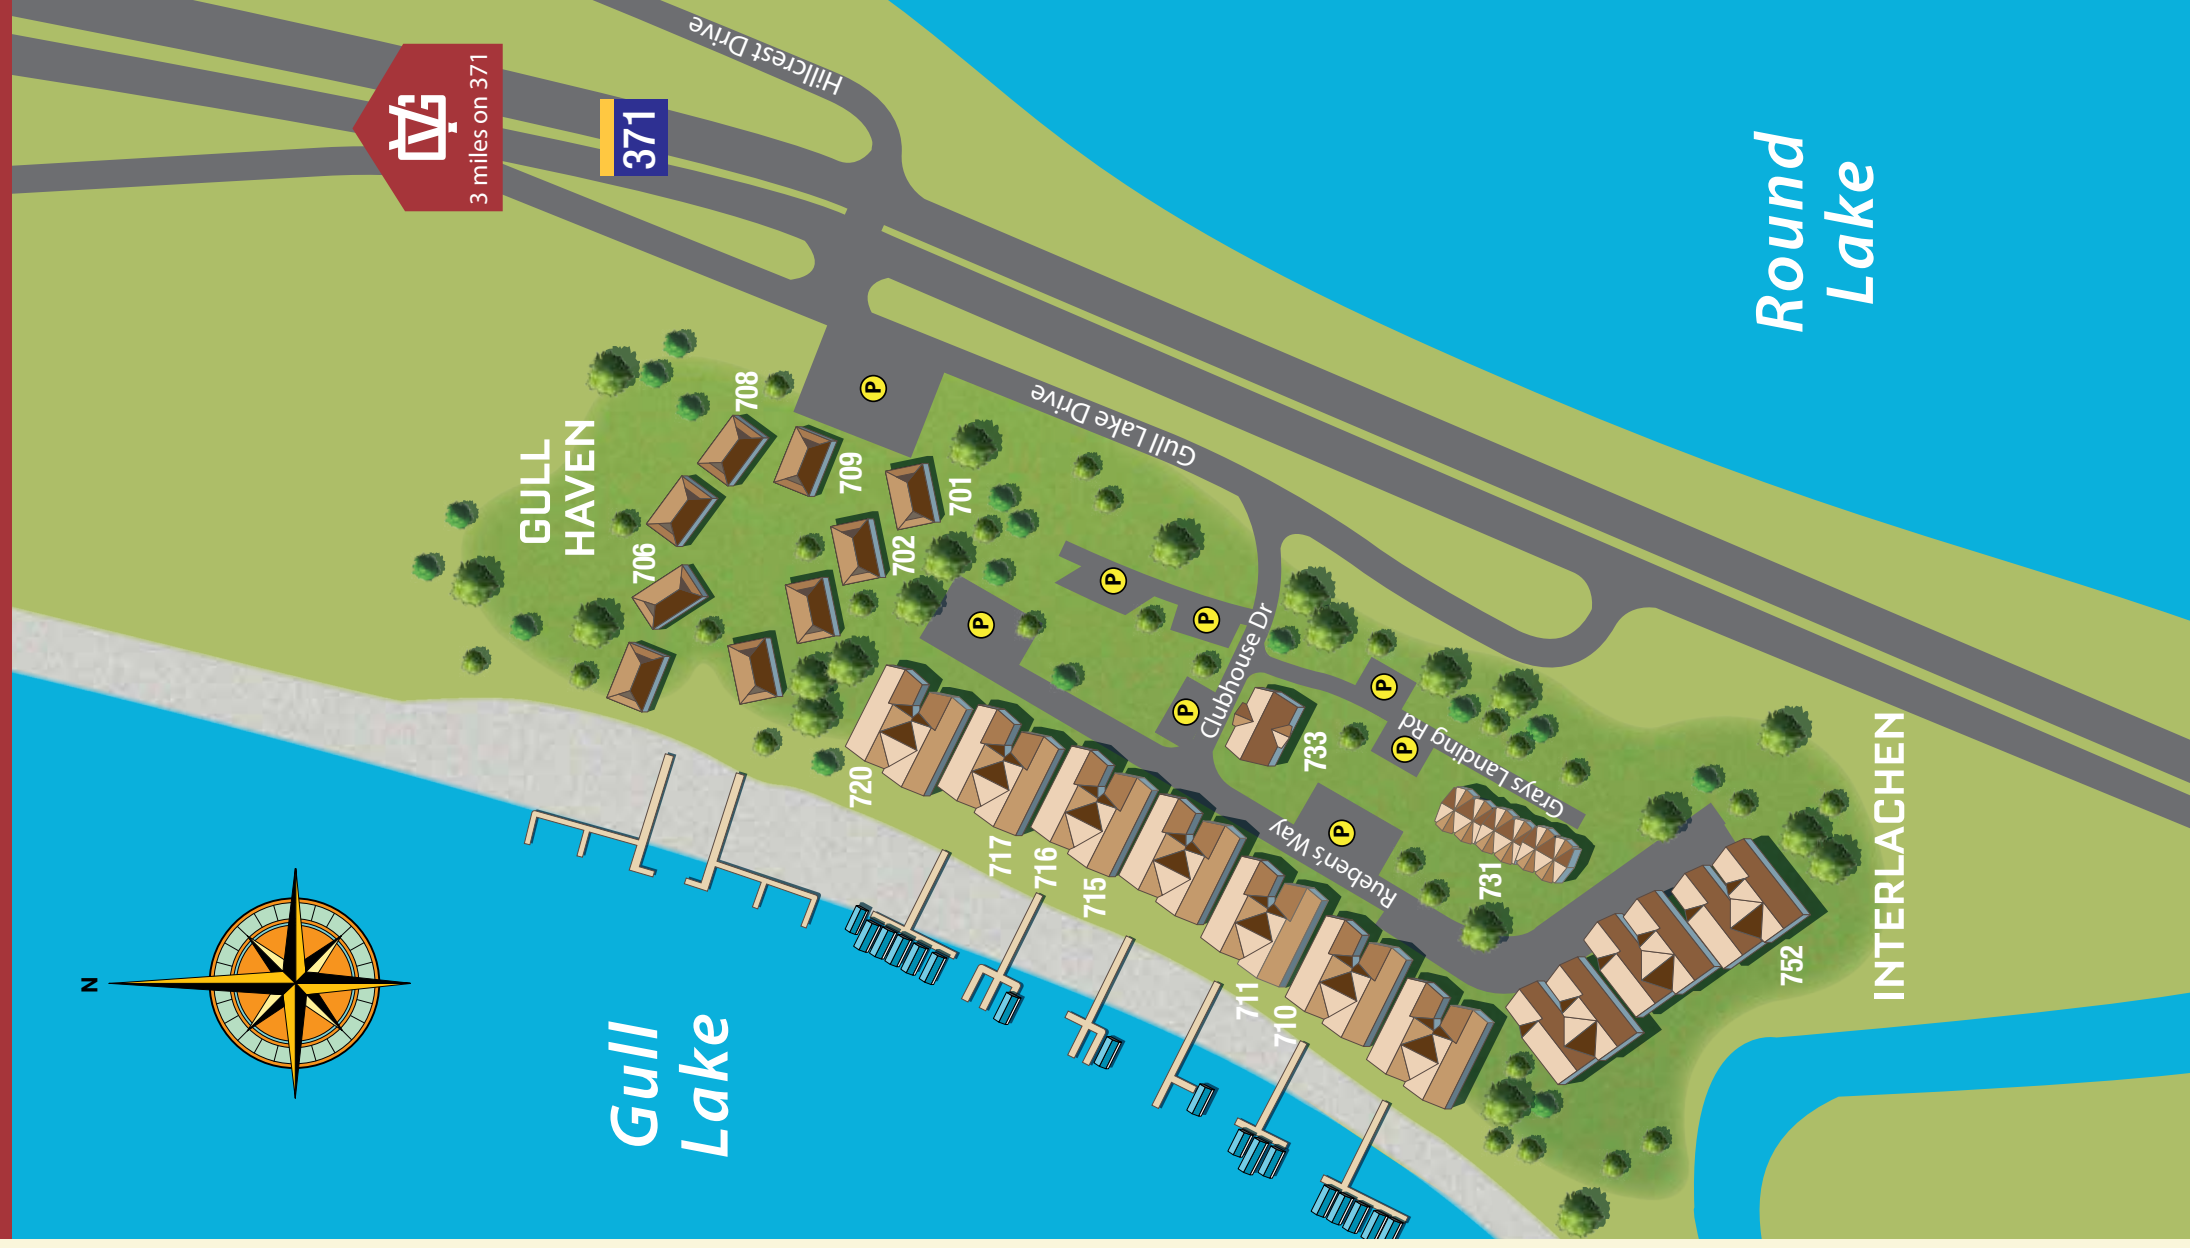 Hillcrest Drive
GV
3 miles on 371
371
Round
Lake
GULL
HAVEN
708
709
701
706
702
P
Gull Lake Drive
P
P
P
P
Clubhouse Dr
P
P
Grays Landing Rd
733
P
Rueben's Way
731
720
717
716
715
711
710
752
INTERLACHEN
N
Gull
Lake